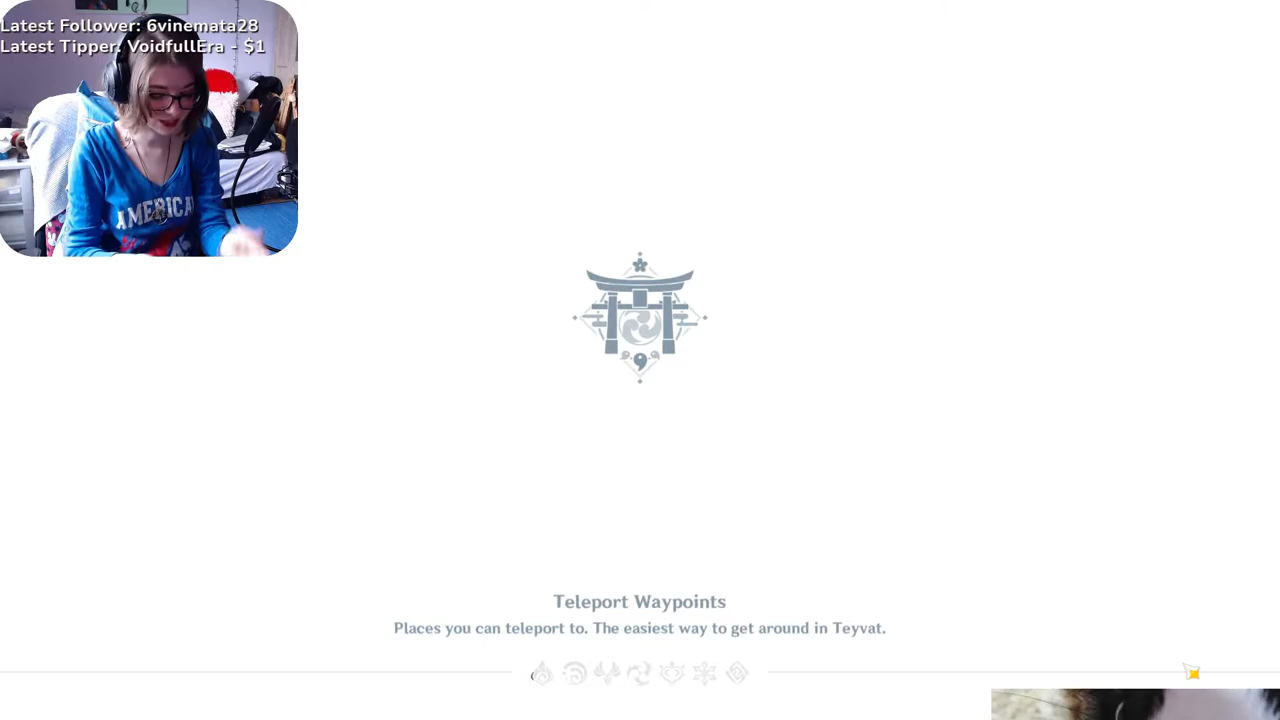 Latest Follower: 6vinemata28
Latest Tipper: VoidfullEra - $1
AMERICA
Teleport Waypoints
Places you can teleport to. The easiest way to get around in Teyvat.